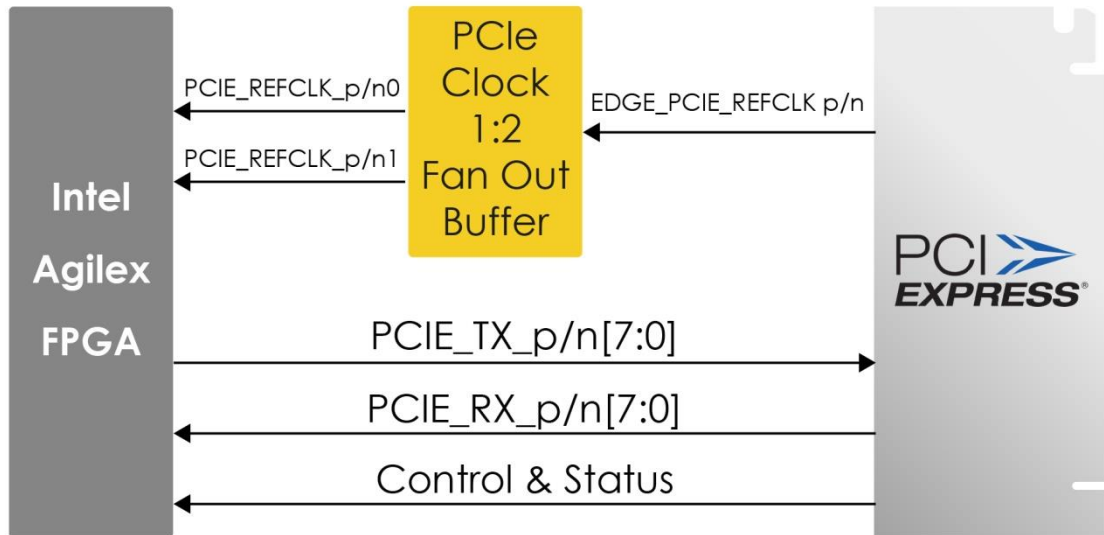 PCIe
Clock
1:2
Fan Out
Buffer
PCIE_REFCLK_p/n0
EDGE_PCIE_REFCLK p/n
PCIE_REFCLK_p/n1
Intel
Agilex
FPGA
PCI
EXPRESS®
PCIE_TX_p/n[7:0]
PCIE_RX_p/n[7:0]
Control & Status